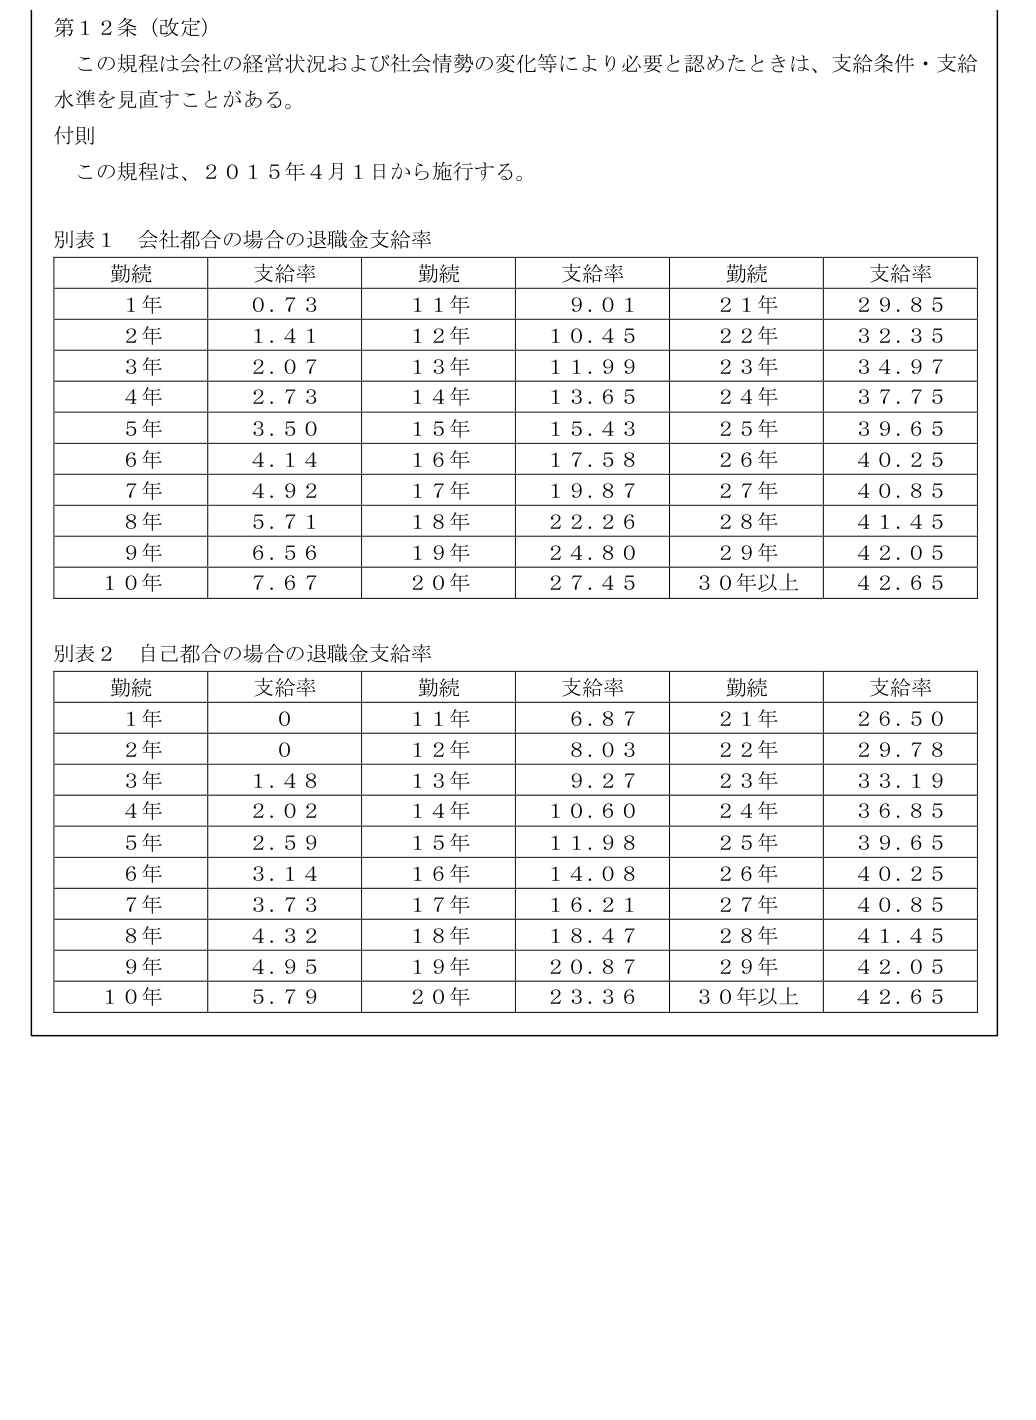 第１２条（改定）
　この規程は会社の経営状況および社会情勢の変化等により必要と認めたときは、支給条件・支給
水準を見直すことがある。
付則
　この規程は、２０１５年４月１日から施行する。
別表１　会社都合の場合の退職金支給率
勤続　支給率　勤続　支給率　勤続　支給率
１年　０．７３　１１年　９．０１　２１年　２９．８５
２年　１．４１　１２年　１０．４５　２２年　３２．３５
３年　２．０７　１３年　１１．９９　２３年　３４．９７
４年　２．７３　１４年　１３．６５　２４年　３７．７５
５年　３．５０　１５年　１５．４３　２５年　３９．６５
６年　４．１４　１６年　１７．５８　２６年　４０．２５
７年　４．９２　１７年　１９．８７　２７年　４０．８５
８年　５．７１　１８年　２２．２６　２８年　４１．４５
９年　６．５６　１９年　２４．８０　２９年　４２．０５
１０年　７．６７　２０年　２７．４５　３０年以上　４２．６５
別表２　自己都合の場合の退職金支給率
勤続　支給率　勤続　支給率　勤続　支給率
１年　０　１１年　６．８７　２１年　２６．５０
２年　０　１２年　８．０３　２２年　２９．７８
３年　１．４８　１３年　９．２７　２３年　３３．１９
４年　２．０２　１４年　１０．６０　２４年　３６．８５
５年　２．５９　１５年　１１．９８　２５年　３９．６５
６年　３．１４　１６年　１４．０８　２６年　４０．２５
７年　３．７３　１７年　１６．２１　２７年　４０．８５
８年　４．３２　１８年　１８．４７　２８年　４１．４５
９年　４．９５　１９年　２０．８７　２９年　４２．０５
１０年　５．７９　２０年　２３．３６　３０年以上　４２．６５